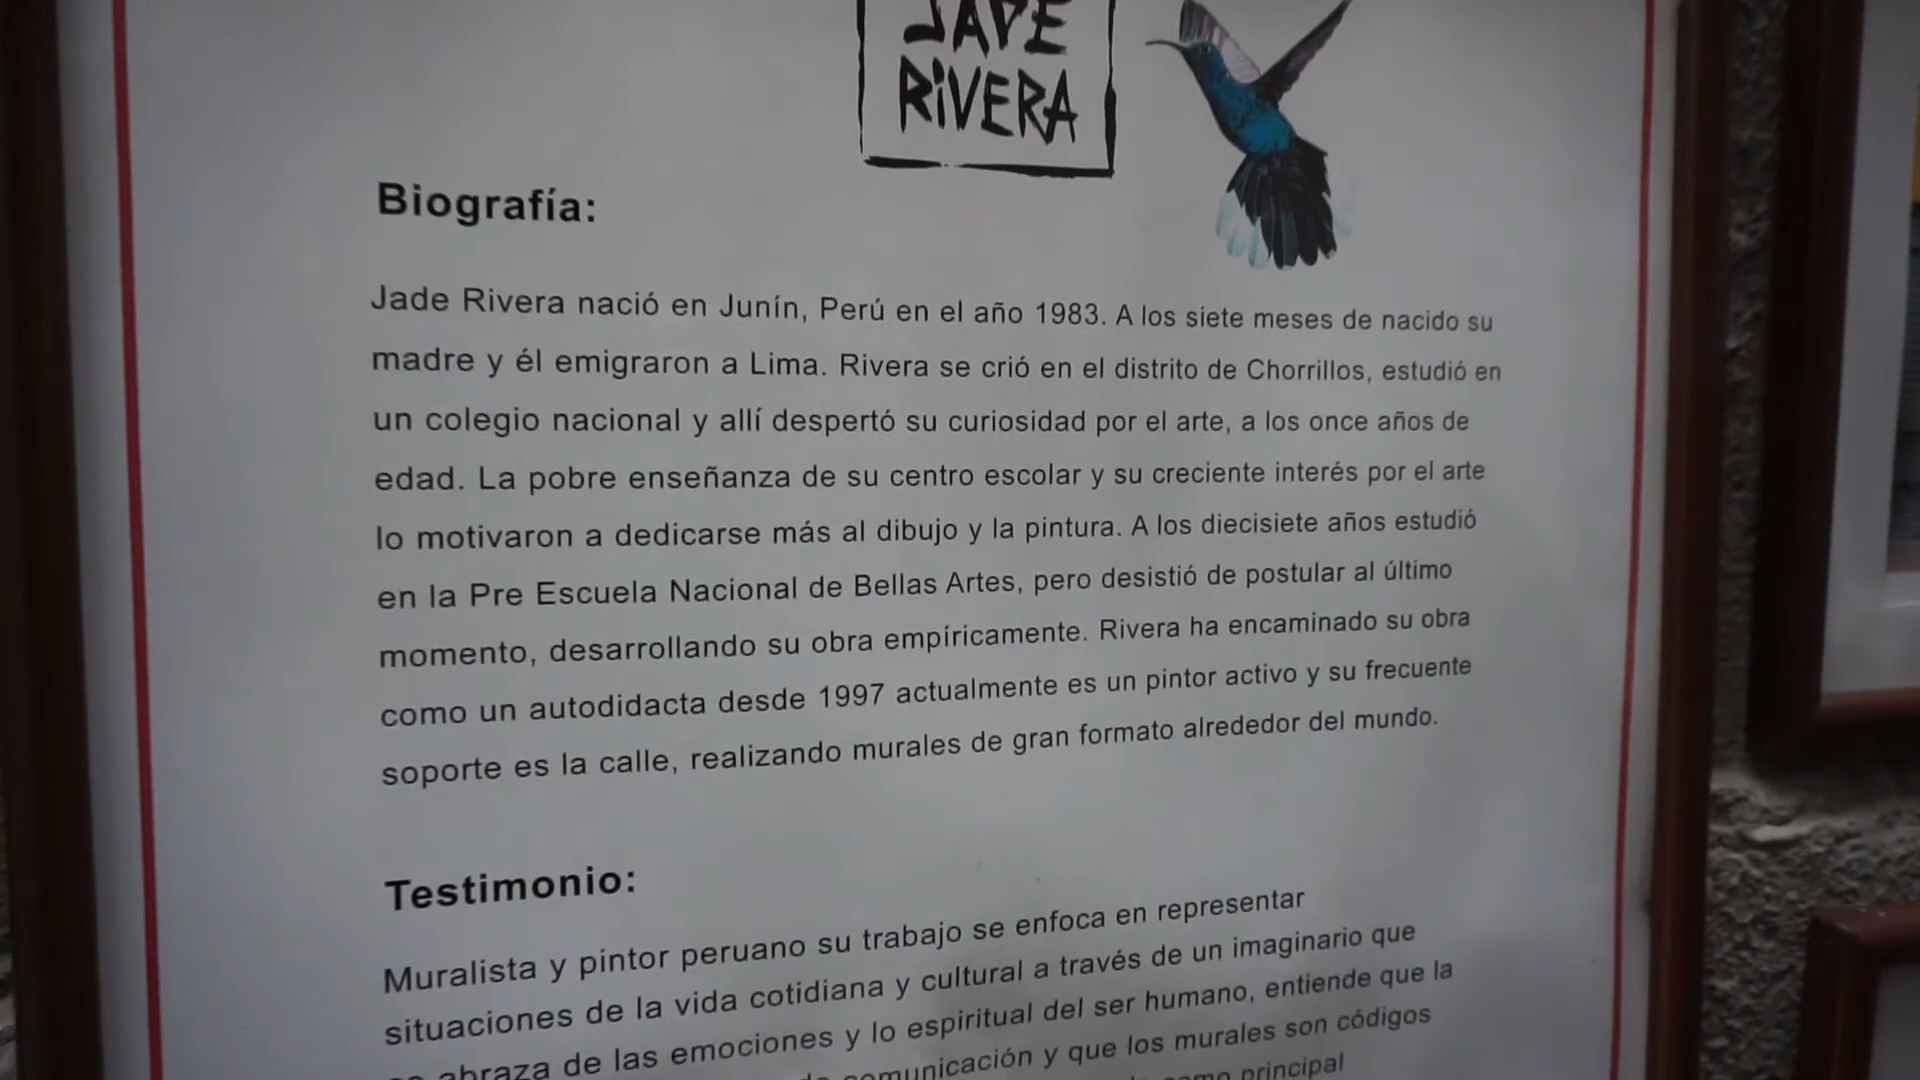 JADE
RIVERA
Biografía:
Jade Rivera nació en Junín, Perú en el año 1983. A los siete meses de nacido su
madre y él emigraron a Lima. Rivera se crió en el distrito de Chorrillos, estudió en
un colegio nacional y allí despertó su curiosidad por el arte, a los once años de
edad. La pobre enseñanza de su centro escolar y su creciente interés por el arte
lo motivaron a dedicarse más al dibujo y la pintura. A los diecisiete años estudió
en la Pre Escuela Nacional de Bellas Artes, pero desistió de postular al último
momento, desarrollando su obra empíricamente. Rivera ha encaminado su obra
como un autodidacta desde 1997 actualmente es un pintor activo y su frecuente
soporte es la calle, realizando murales de gran formato alrededor del mundo.
Testimonio:
Muralista y pintor peruano su trabajo se enfoca en representar
situaciones de la vida cotidiana y cultural a través de un imaginario que
abraza de las emociones y lo espiritual del ser humano, entiende que la
comunicación y que los murales son códigos
como principal